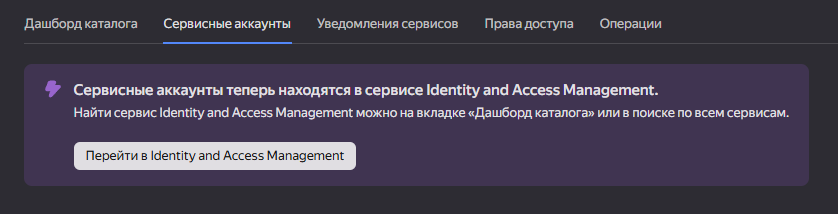 Дашборд каталога Сервисные аккаунты Уведомления сервисов Права доступа Операции
Сервисные аккаунты теперь находятся в сервисе Identity and Access Management.
Найти сервис Identity and Access Management можно на вкладке «Дашборд каталога» или в поиске по всем сервисам.
Перейти в Identity and Access Management